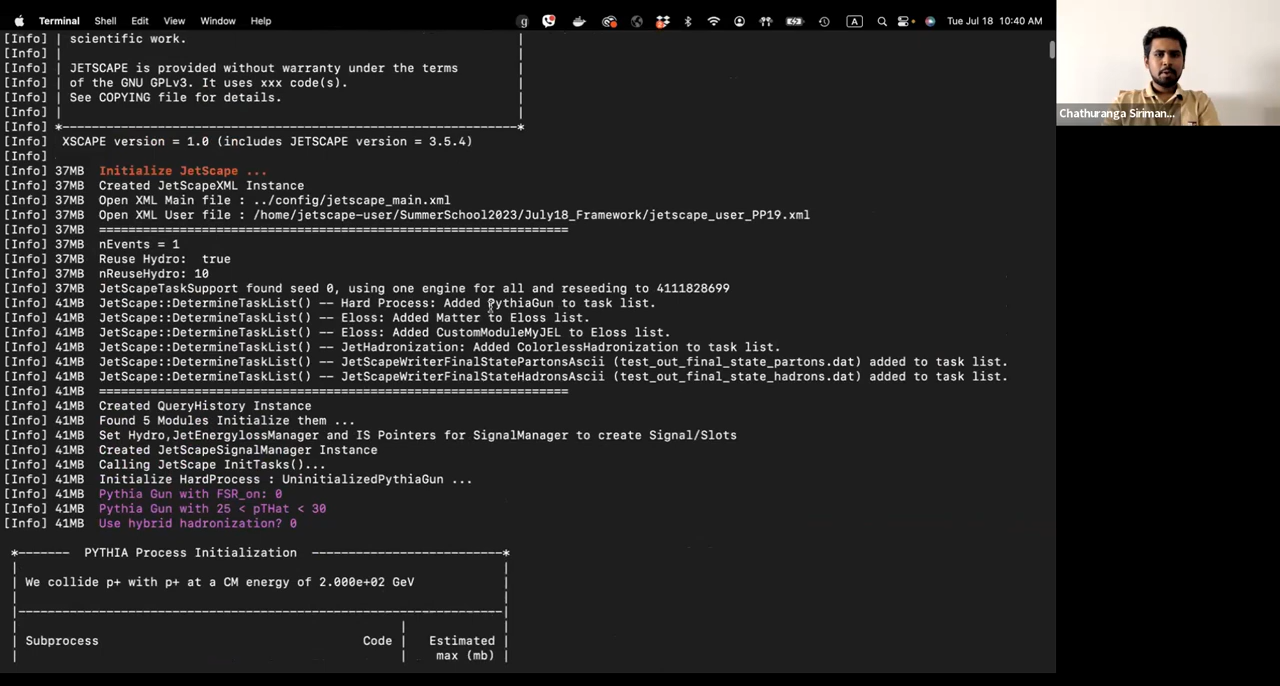 Terminal Shell Edit View Window Help g A Tue Jul 18 10:40 AM
[Info] | scientific work. |
[Info] | |
[Info] | JETSCAPE is provided without warranty under the terms |
[Info] | of the GNU GPLv3. It uses xxx code(s). |
[Info] | See COPYING file for details. |
[Info] | |
[Info] *--------------------------------------------------------------*
[Info] XSCAPE version = 1.0 (includes JETSCAPE version = 3.5.4)
[Info]
[Info] 37MB Initialize JetScape ...
[Info] 37MB Created JetScapeXML Instance
[Info] 37MB Open XML Main file : ../config/jetscape_main.xml
[Info] 37MB Open XML User file : /home/jetscape-user/SummerSchool2023/July18_Framework/jetscape_user_PP19.xml
[Info] 37MB ================================================================
[Info] 37MB nEvents = 1
[Info] 37MB Reuse Hydro: true
[Info] 37MB nReuseHydro: 10
[Info] 37MB JetScapeTaskSupport found seed 0, using one engine for all and reseeding to 4111828699
[Info] 41MB JetScape::DetermineTaskList() -- Hard Process: Added PythiaGun to task list.
[Info] 41MB JetScape::DetermineTaskList() -- Eloss: Added Matter to Eloss list.
[Info] 41MB JetScape::DetermineTaskList() -- Eloss: Added CustomModuleMyJEL to Eloss list.
[Info] 41MB JetScape::DetermineTaskList() -- JetHadronization: Added ColorlessHadronization to task list.
[Info] 41MB JetScape::DetermineTaskList() -- JetScapeWriterFinalStatePartonsAscii (test_out_final_state_partons.dat) added to task list.
[Info] 41MB JetScape::DetermineTaskList() -- JetScapeWriterFinalStateHadronsAscii (test_out_final_state_hadrons.dat) added to task list.
[Info] 41MB ================================================================
[Info] 41MB Created QueryHistory Instance
[Info] 41MB Found 5 Modules Initialize them ...
[Info] 41MB Set Hydro,JetEnergylossManager and IS Pointers for SignalManager to create Signal/Slots
[Info] 41MB Created JetScapeSignalManager Instance
[Info] 41MB Calling JetScape InitTasks()...
[Info] 41MB Initialize HardProcess : UninitializedPythiaGun ...
[Info] 41MB Pythia Gun with FSR_on: 0
[Info] 41MB Pythia Gun with 25 < pTHat < 30
[Info] 41MB Use hybrid hadronization? 0
*------- PYTHIA Process Initialization --------------------------*
| |
| We collide p+ with p+ at a CM energy of 2.000e+02 GeV |
| |
|------------------------------------------------------------------|
| | |
| Subprocess Code | Estimated |
| | max (mb) |
Chathuranga Siriman...